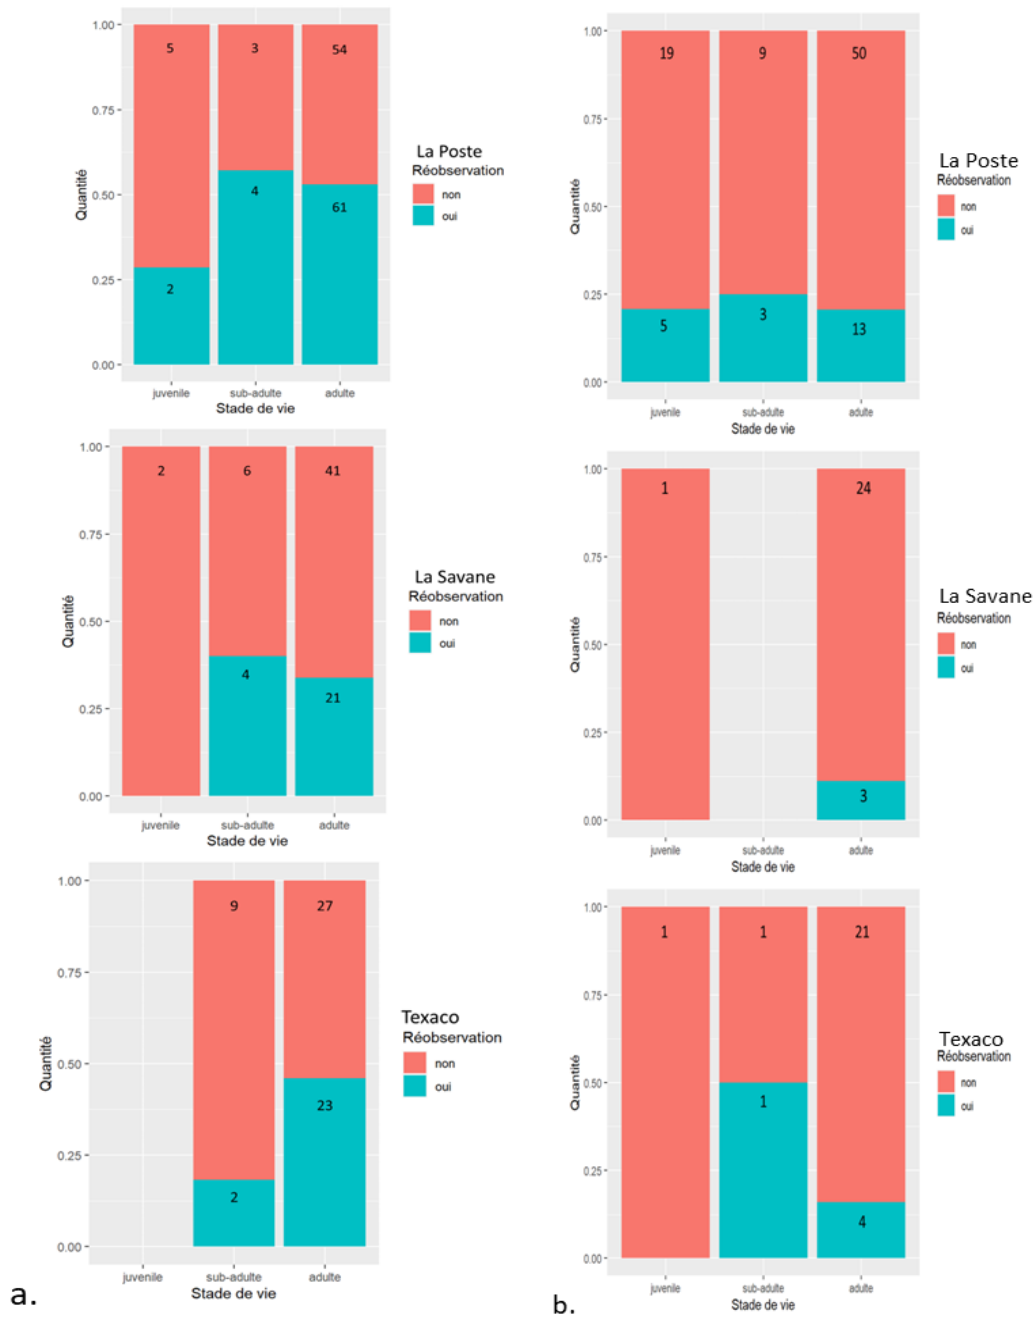 1.00
0.75
0.50
0.25
0.00
Quantité
5
3
54
2
4
61
juvenile sub-adulte adulte
Stade de vie
La Poste
Réobservation
non
oui
1.00
0.75
0.50
0.25
0.00
Quantité
19
9
50
5
3
13
juvenile sub-adulte adulte
Stade de vie
La Poste
Réobservation
non
oui
1.00
0.75
0.50
0.25
0.00
Quantité
2
6
41
4
21
juvenile sub-adulte adulte
Stade de vie
La Savane
Réobservation
non
oui
1.00
0.75
0.50
0.25
0.00
Quantité
1
24
3
juvenile sub-adulte adulte
Stade de vie
La Savane
Réobservation
non
oui
1.00
0.75
0.50
0.25
0.00
Quantité
9
27
2
23
juvenile sub-adulte adulte
Stade de vie
Texaco
Réobservation
non
oui
a.
1.00
0.75
0.50
0.25
0.00
Quantité
1
1
21
1
4
juvenile sub-adulte adulte
Stade de vie
Texaco
Réobservation
non
oui
b.